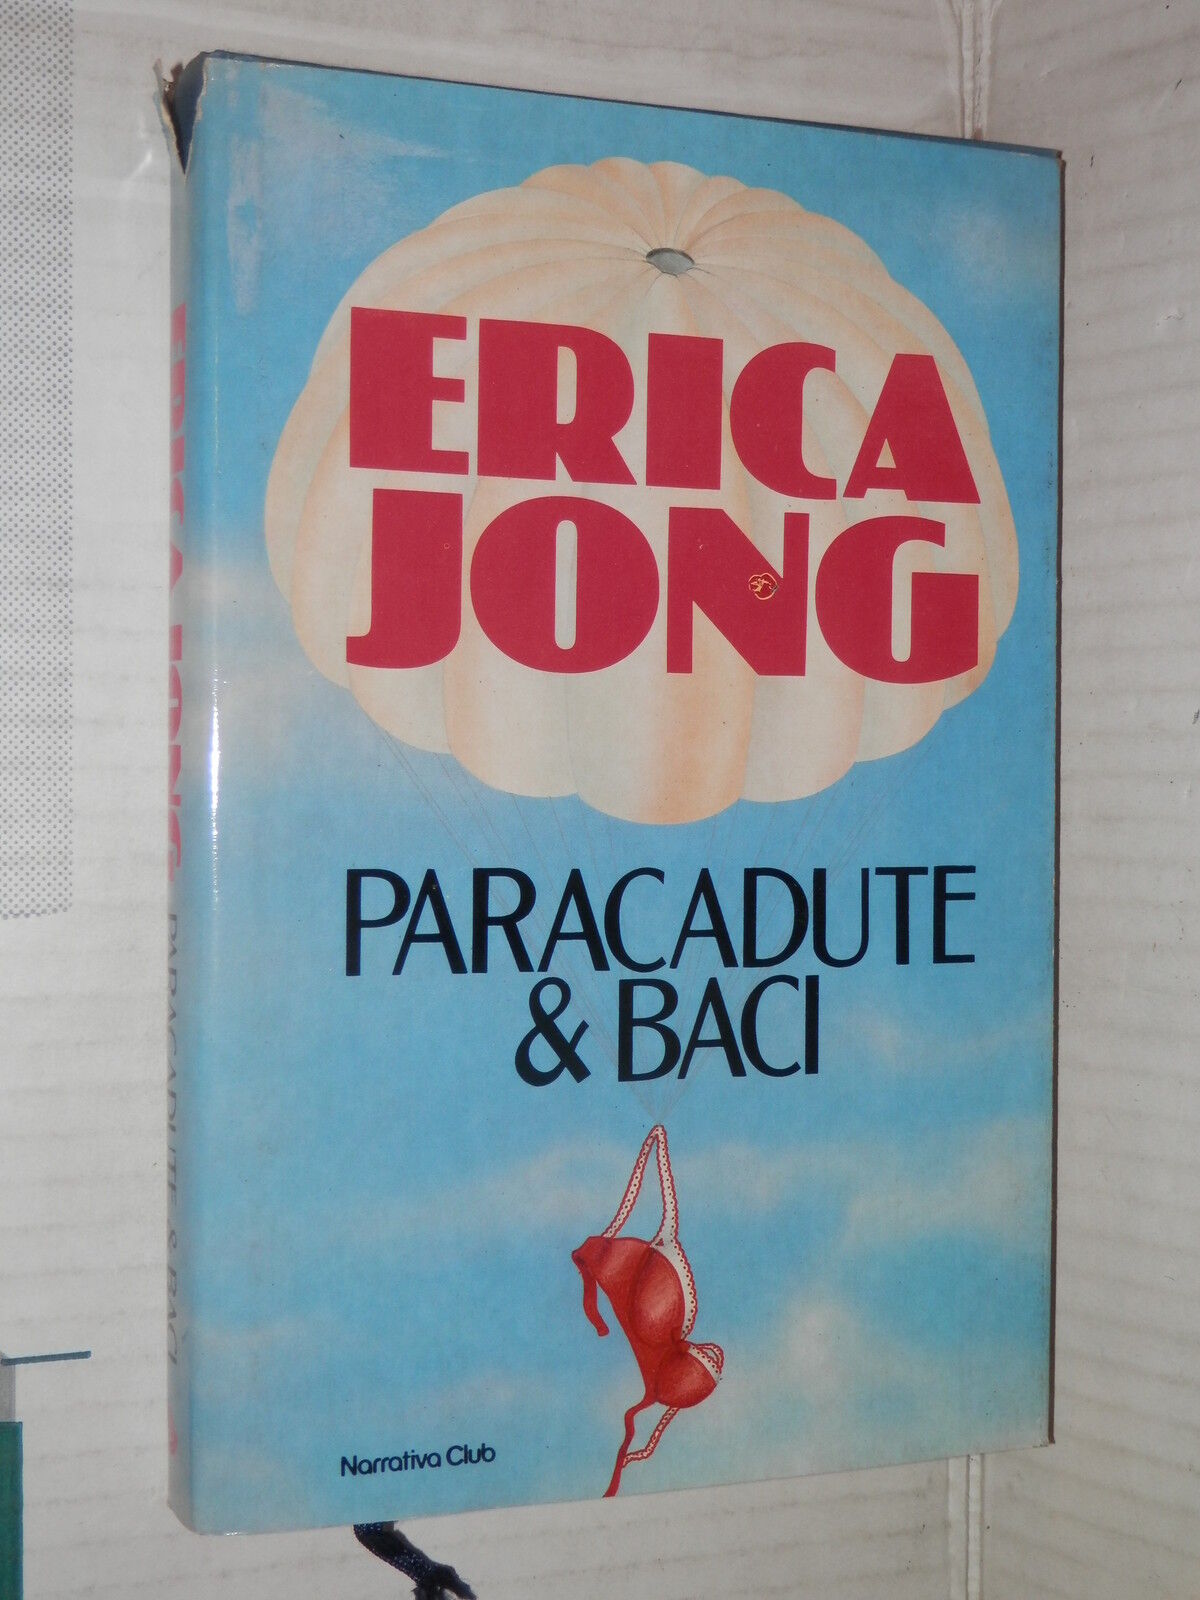 ERICA
JONG
PARACADUTE
& BACI
Narrativa Club
ERICA JONG PARACADUTE & BACI